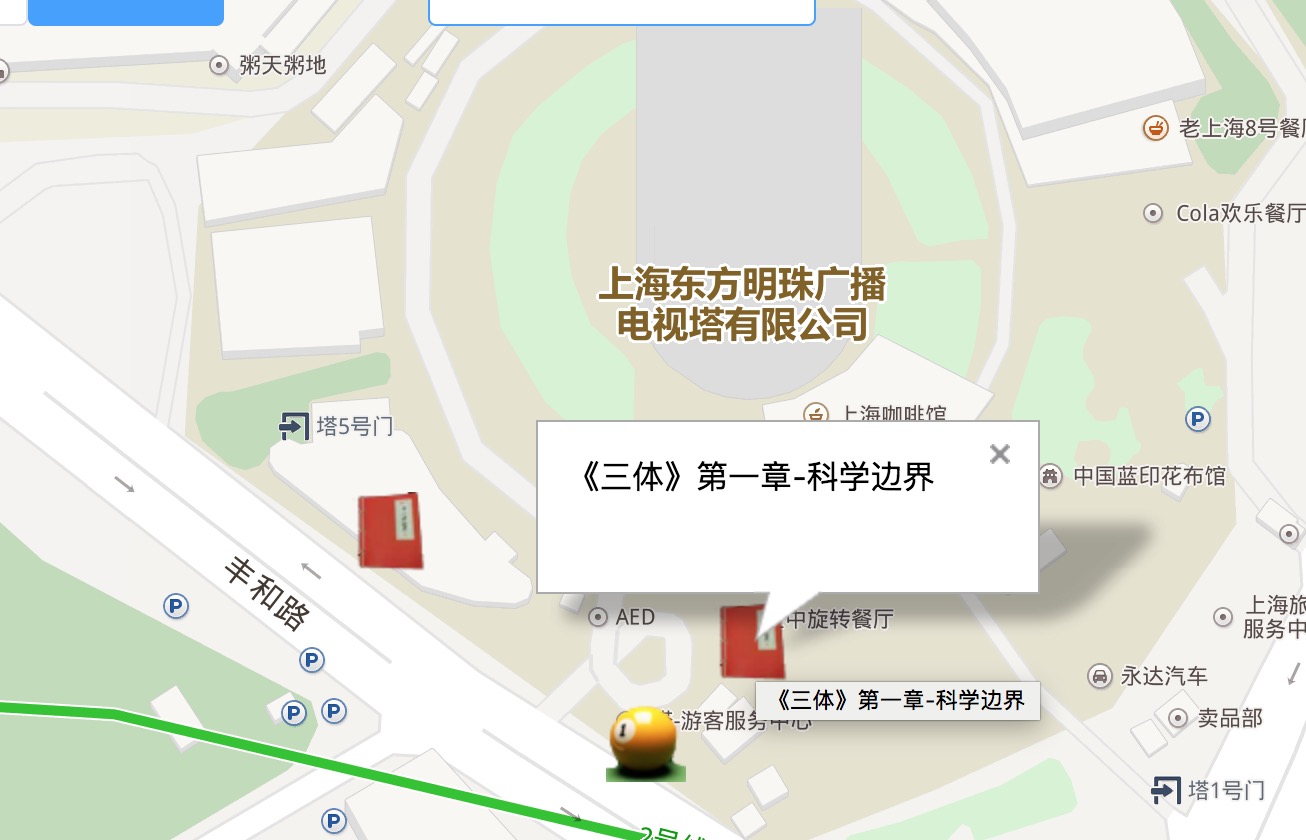 粥天粥地
老上海8号餐
Cola欢乐餐厅
上海东方明珠广播
电视塔有限公司
上海咖啡馆
塔5号门
P
《三体》第一章-科学边界
×
中国蓝印花布馆
丰和路
P
AED
中旋转餐厅
上海旅
服务中
P
永达汽车
《三体》第一章-科学边界
P
P
-游客服务中心
1
卖品部
塔1号门
P
2号线